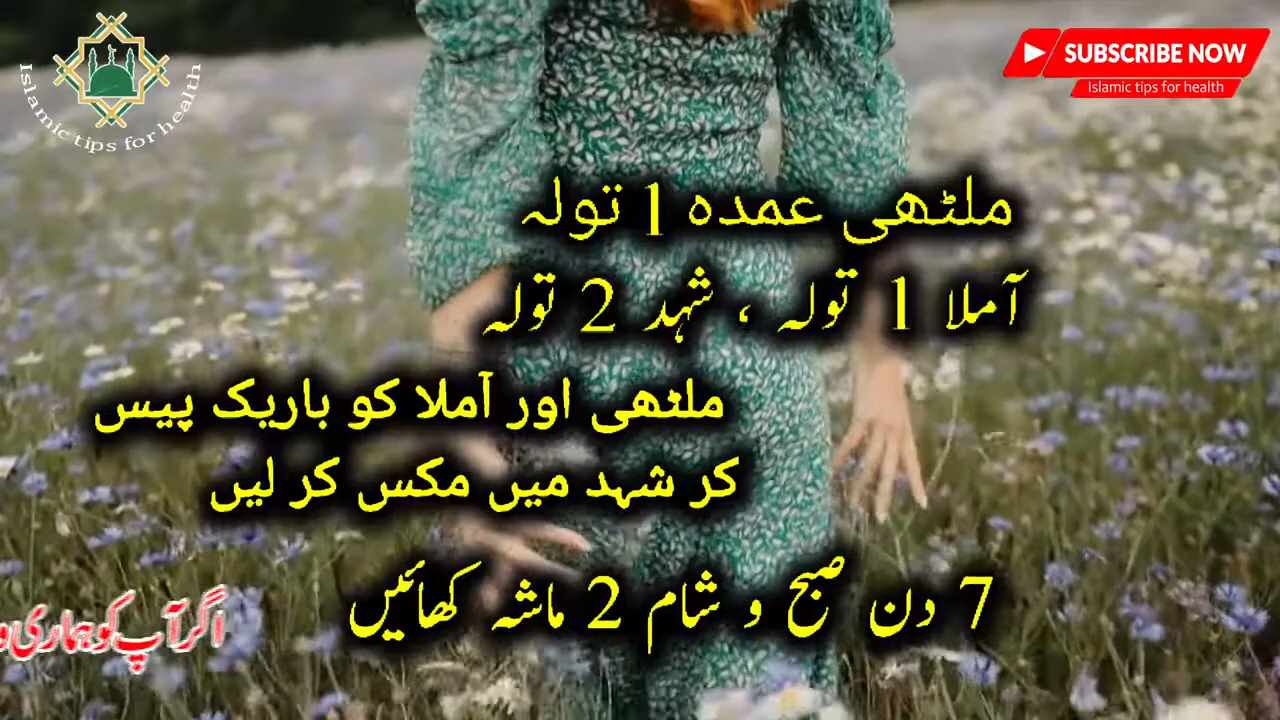 Islamic tips for health
SUBSCRIBE NOW
Islamic tips for health
ملٹھی عمدہ 1 تولہ
آملا 1 تولہ ، شہد 2 تولہ
ملٹھی اور آملا کو باریک پیس
کر شہد میں مکس کر لیں
7 دن صبح و شام 2 ماشہ کھائیں
اگر آپ کو ہماری و